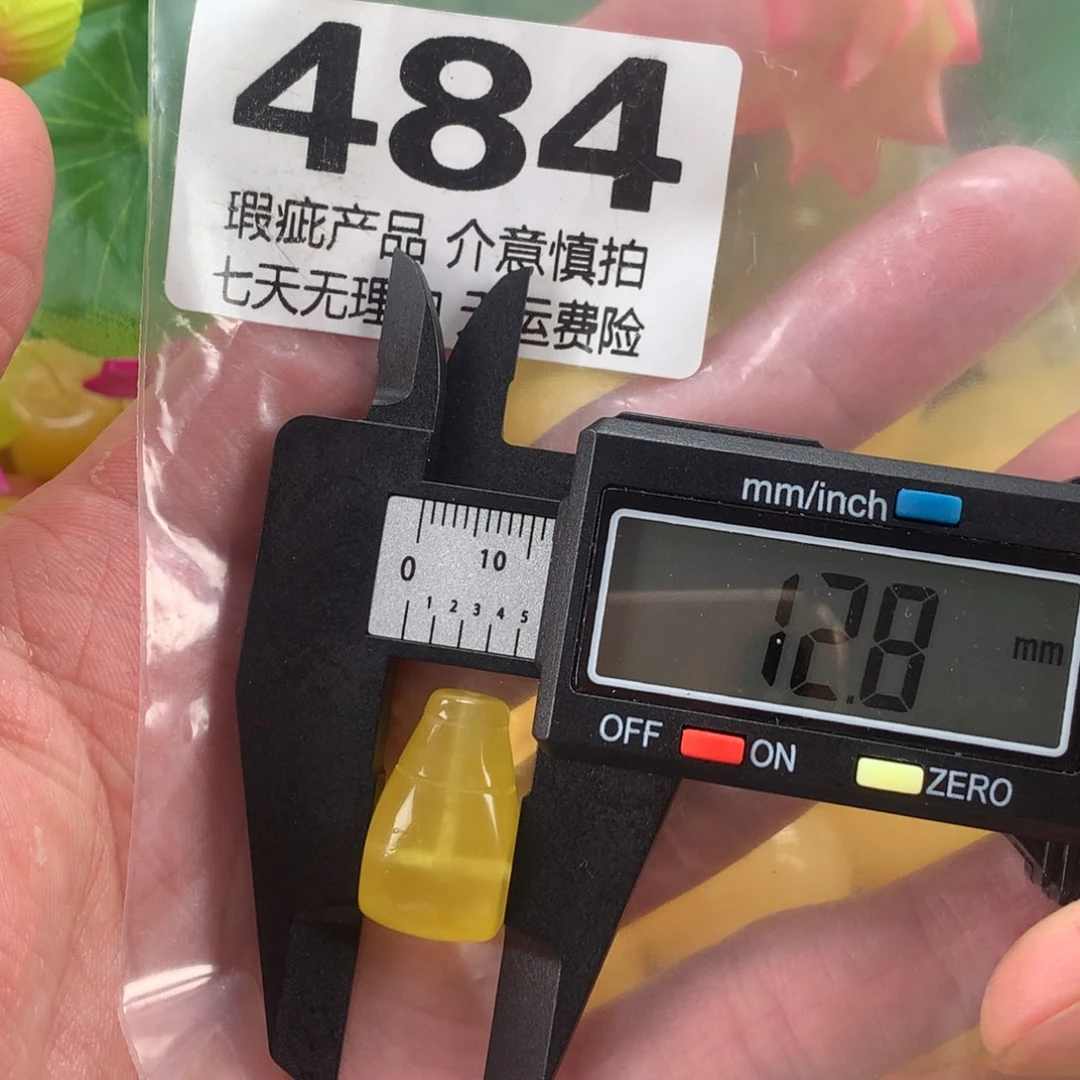 484
瑕疵产品 介意慎拍
七天无理 运费险
mm/inch
0 10
1 2 3 4 5
12.8 mm
OFF ON ZERO